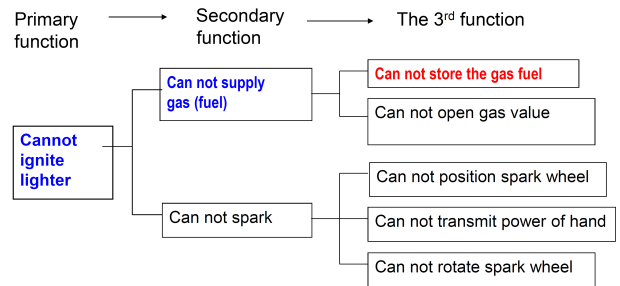 Primary
function
Secondary
function
The 3rd function
Cannot
ignite
lighter
Can not supply
gas (fuel)
Can not spark
Can not store the gas fuel
Can not open gas value
Can not position spark wheel
Can not transmit power of hand
Can not rotate spark wheel